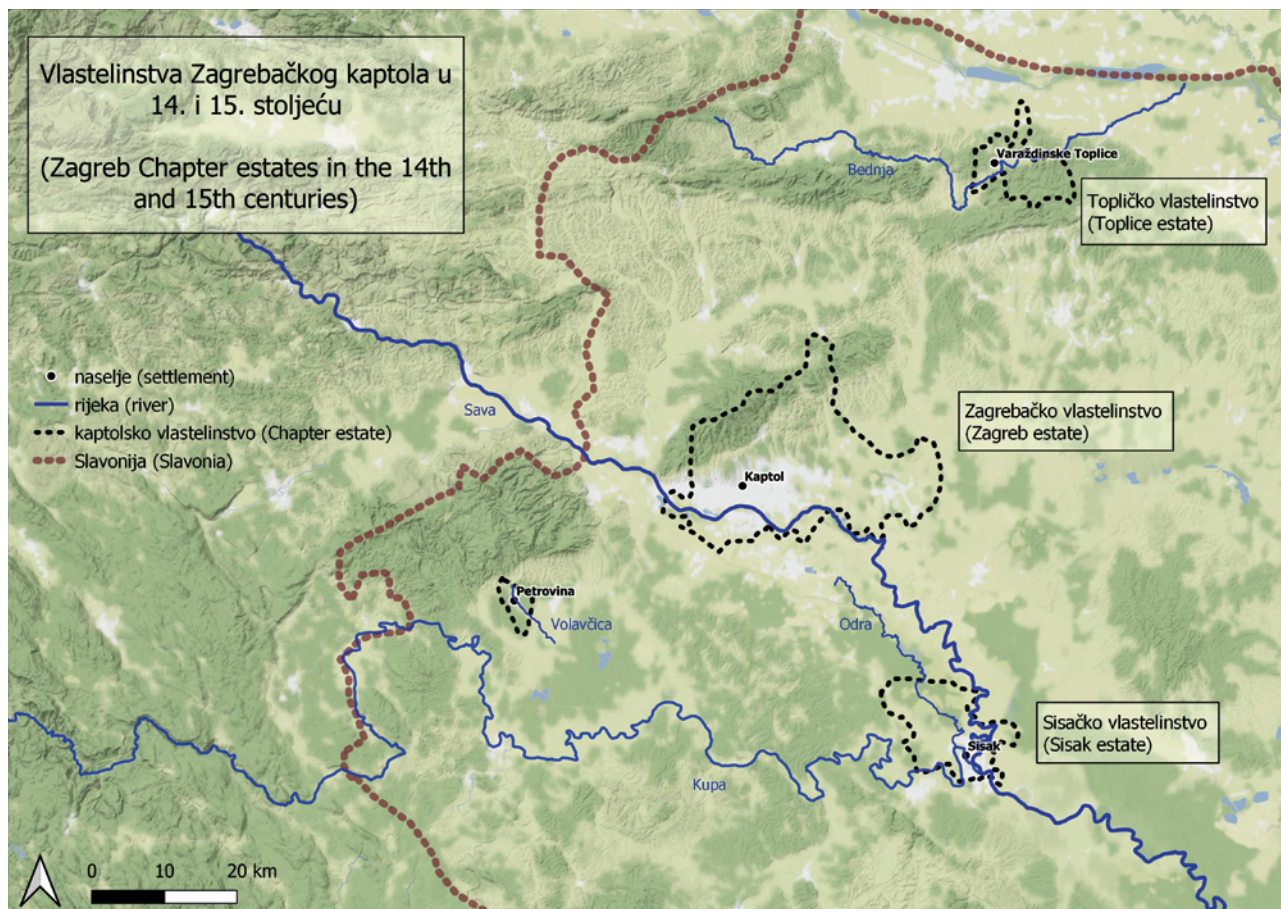 Vlastelinstva Zagrebačkog kaptola u
14. i 15. stoljeću
(Zagreb Chapter estates in the 14th
and 15th centuries)
Varaždinske Toplice
Bednja
Topličko vlastelinstvo
(Toplice estate)
naselje (settlement)
rijeka (river)
kaptolsko vlastelinstvo (Chapter estate)
Slavonija (Slavonia)
Sava
Zagrebačko vlastelinstvo
(Zagreb estate)
Kaptol
Petrovina
Volavčica
Odra
Sisačko vlastelinstvo
(Sisak estate)
Sisak
Kupa
0 10 20 km